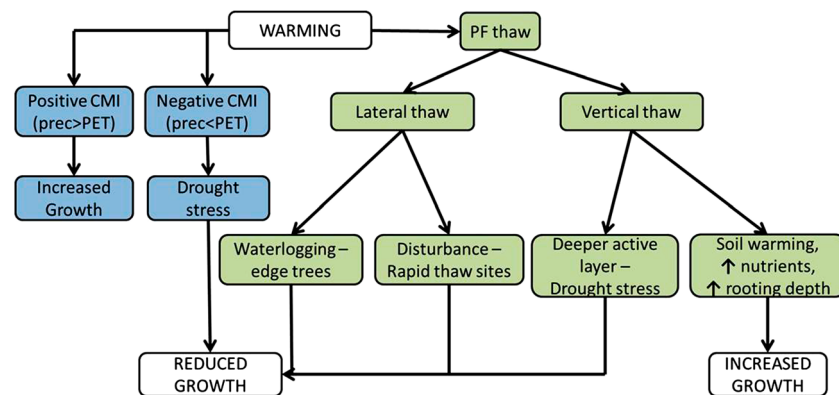 WARMING
PF thaw
Positive CMI
(prec>PET)
Negative CMI
(prec<PET)
Lateral thaw
Vertical thaw
Increased
Growth
Drought
stress
Waterlogging –
edge trees
Disturbance –
Rapid thaw sites
Deeper active
layer –
Drought stress
Soil warming,
↑ nutrients,
↑ rooting depth
REDUCED
GROWTH
INCREASED
GROWTH